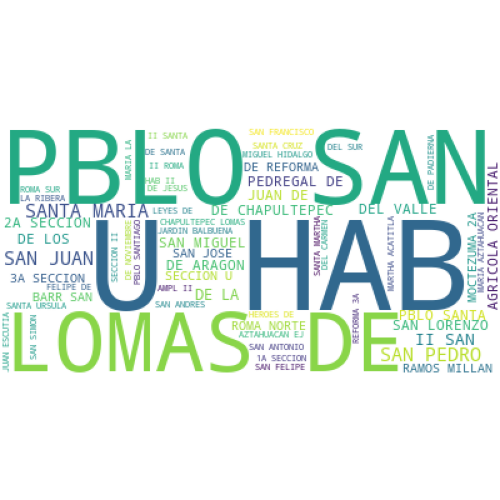 PBLO SAN
U HAB
LOMAS DE
II SANTA
SAN FRANCISCO
SANTA CRUZ
DEL SUR
MARIA LA
DE SANTA
MIGUEL HIDALGO
II ROMA
DE REFORMA
DE PADIERNA
HAB II
PEDREGAL DE
ROMA SUR
DE JESUS
JUAN DE
LA RIBERA
SANTA MARIA
LEYES DE
DE CHAPULTEPEC
DEL VALLE
2A SECCION
CHAPULTEPEC LOMAS
JARDIN BALBUENA
DE LOS
SAN MIGUEL
SAN JUAN
SAN JOSE
DE ARAGON
3A SECCION
SECCION U
FELIPE DE
AMPL II
BARR SAN
DE LA
SANTA URSULA
SAN ANDRES
SECCION II
DE NOVIEMBRE
PBLO SANTIAGO
SANTA MARTHA
DEL CARMEN
MARTHA ACATITLA
MOCTEZUMA 2A
MARIA AZTAHUACAN
AGRICOLA ORIENTAL
HEROES DE
PBLO SANTA
ROMA NORTE
SAN LORENZO
AZTAHUACAN EJ
II SAN
SAN ANTONIO
1A SECCION
SAN PEDRO
SAN FELIPE
RAMOS MILLAN
REFORMA 3A
JUAN ESCUTIA
SAN SIMON